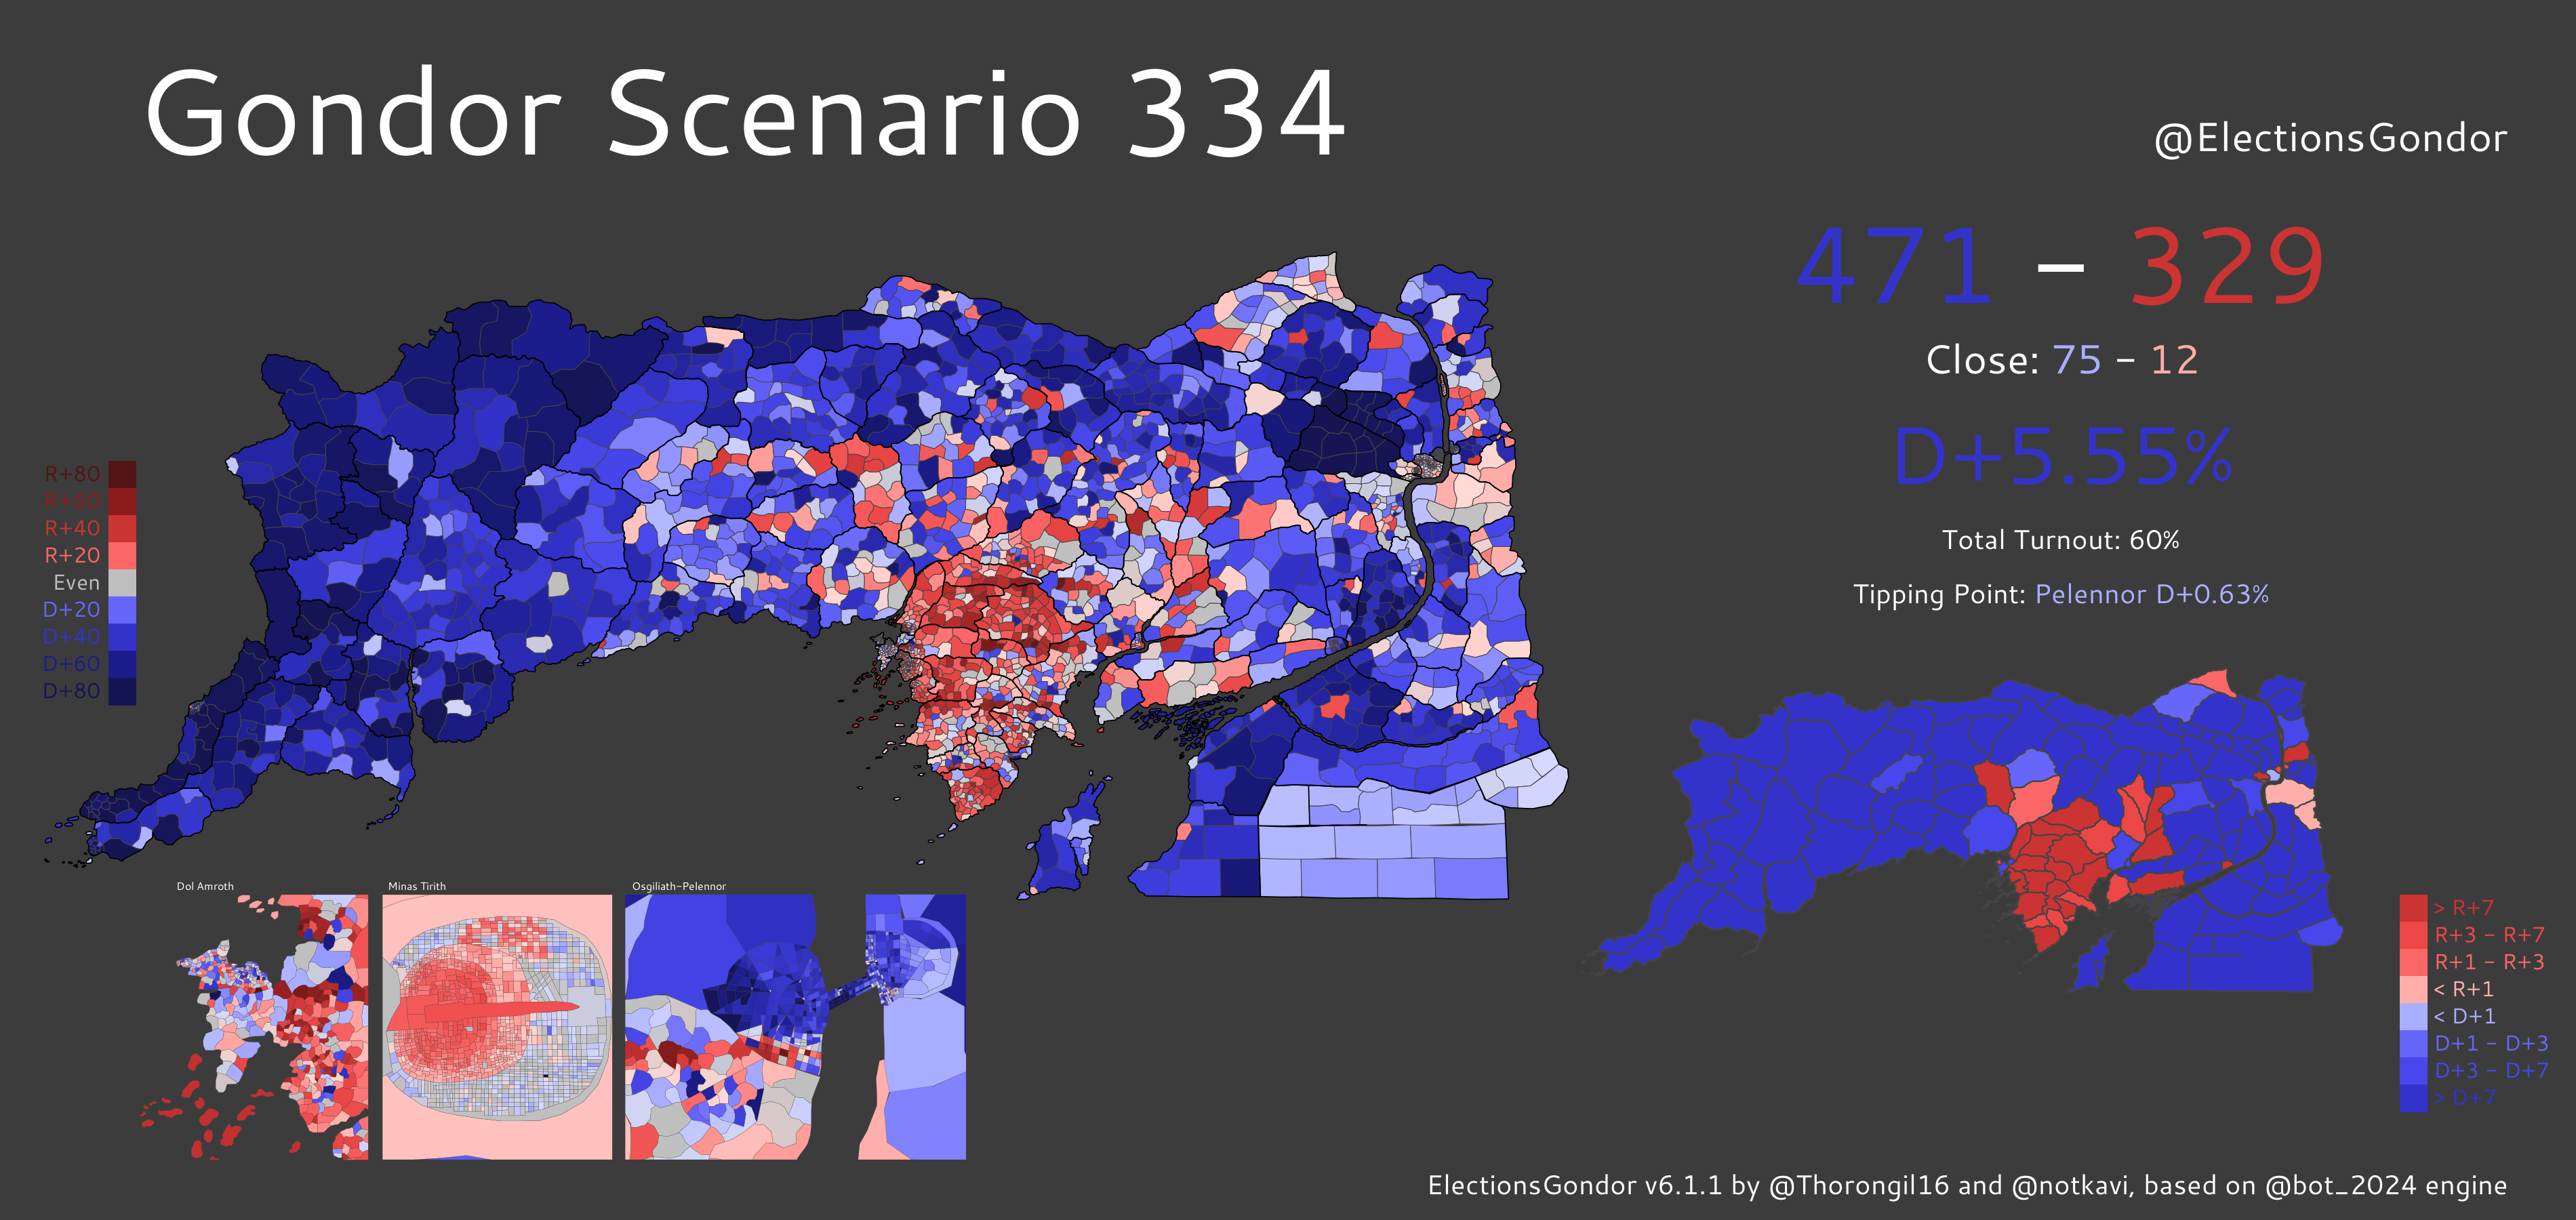 Gondor Scenario 334
@ElectionsGondor
471 – 329
Close: 75 – 12
D+5.55%
Total Turnout: 60%
Tipping Point: Pelennor D+0.63%
R+80
R+60
R+40
R+20
Even
D+20
D+40
D+60
D+80
Dol Amroth
Minas Tirith
Osgiliath-Pelennor
> R+7
R+3 – R+7
R+1 – R+3
< R+1
< D+1
D+1 – D+3
D+3 – D+7
> D+7
ElectionsGondor v6.1.1 by @Thorongil16 and @notkavi, based on @bot_2024 engine